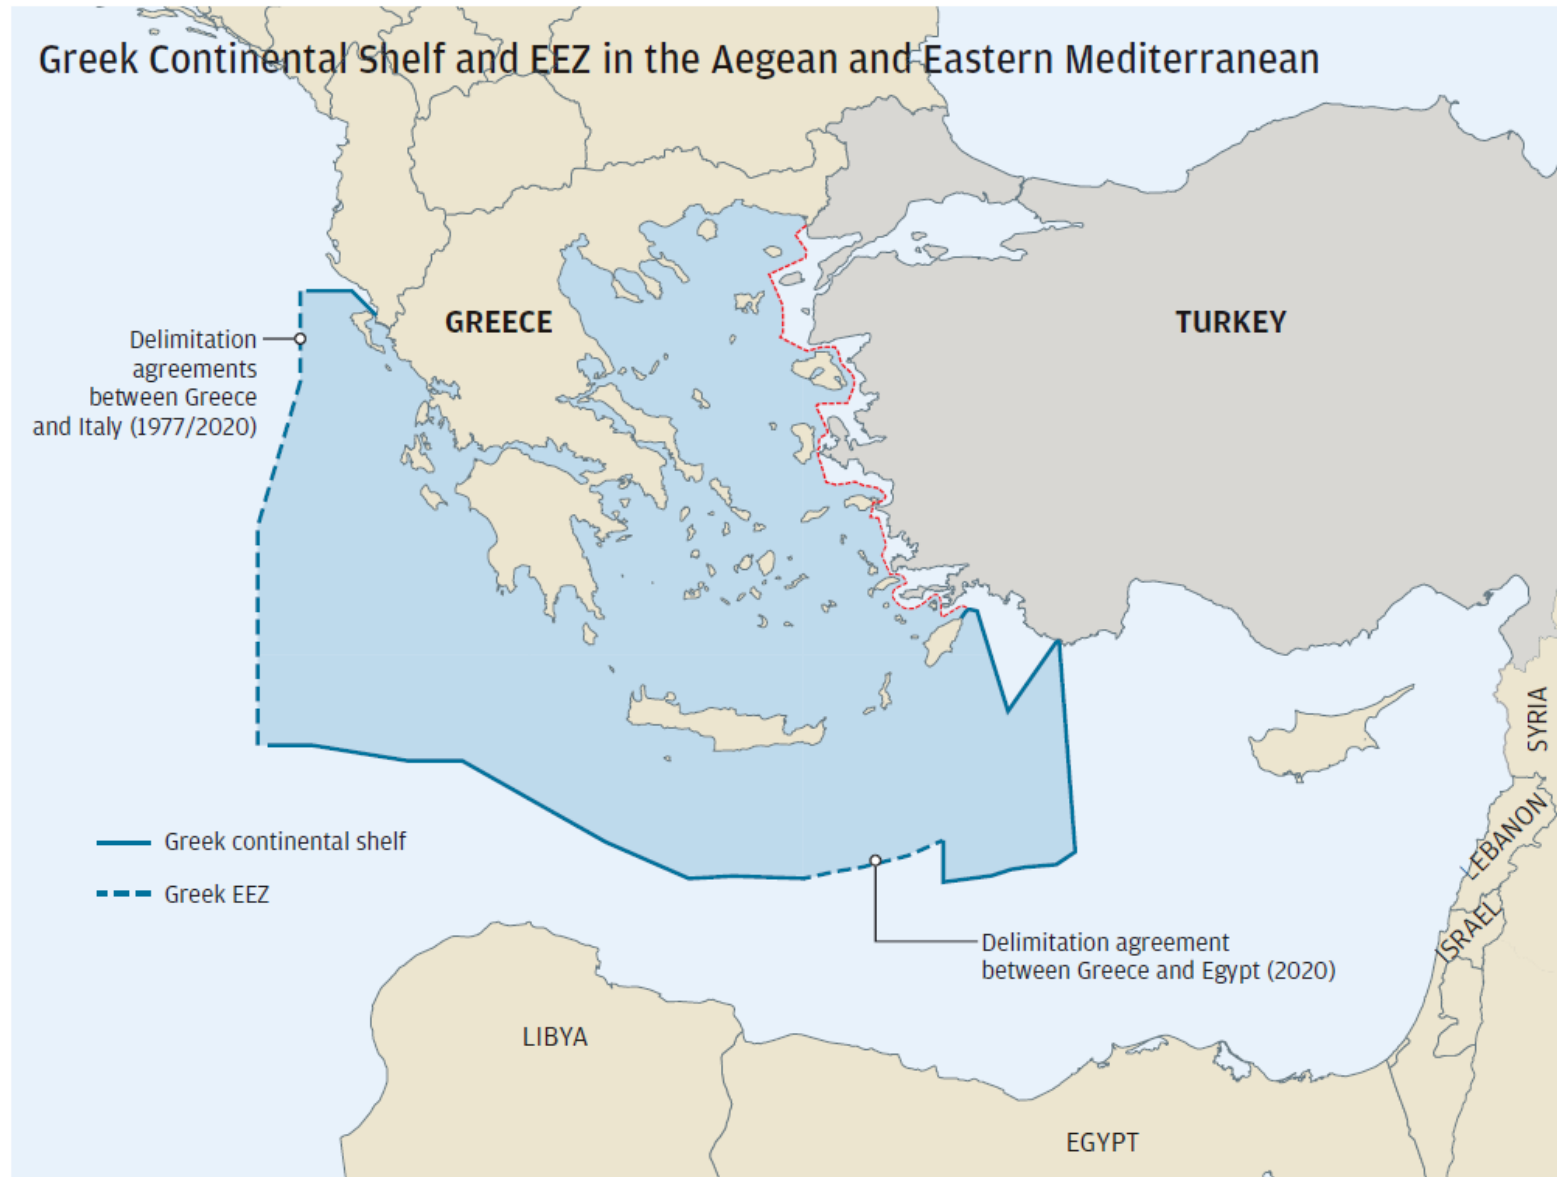 Greek Continental Shelf and EEZ in the Aegean and Eastern Mediterranean
GREECE
TURKEY
Delimitation
agreements
between Greece
and Italy (1977/2020)
SYRIA
LEBANON
ISRAEL
Greek continental shelf
Greek EEZ
Delimitation agreement
between Greece and Egypt (2020)
LIBYA
EGYPT